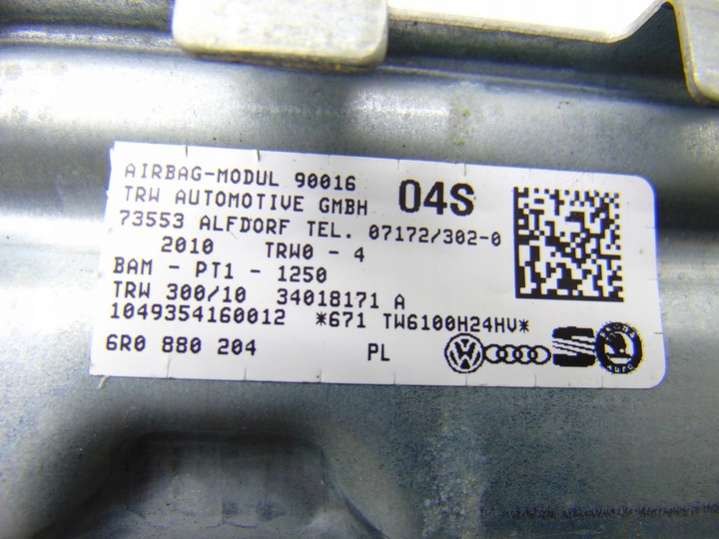 AIRBAG-MODUL 90016
TRW AUTOMOTIVE GMBH 04S
73553 ALFDORF TEL. 07172/302-0
2010 TRW0 - 4
BAM - PT1 - 1250
TRW 300/10 34018171 A
1049354160012 *671 TW6100H24HV*
6R0 880 204 PL